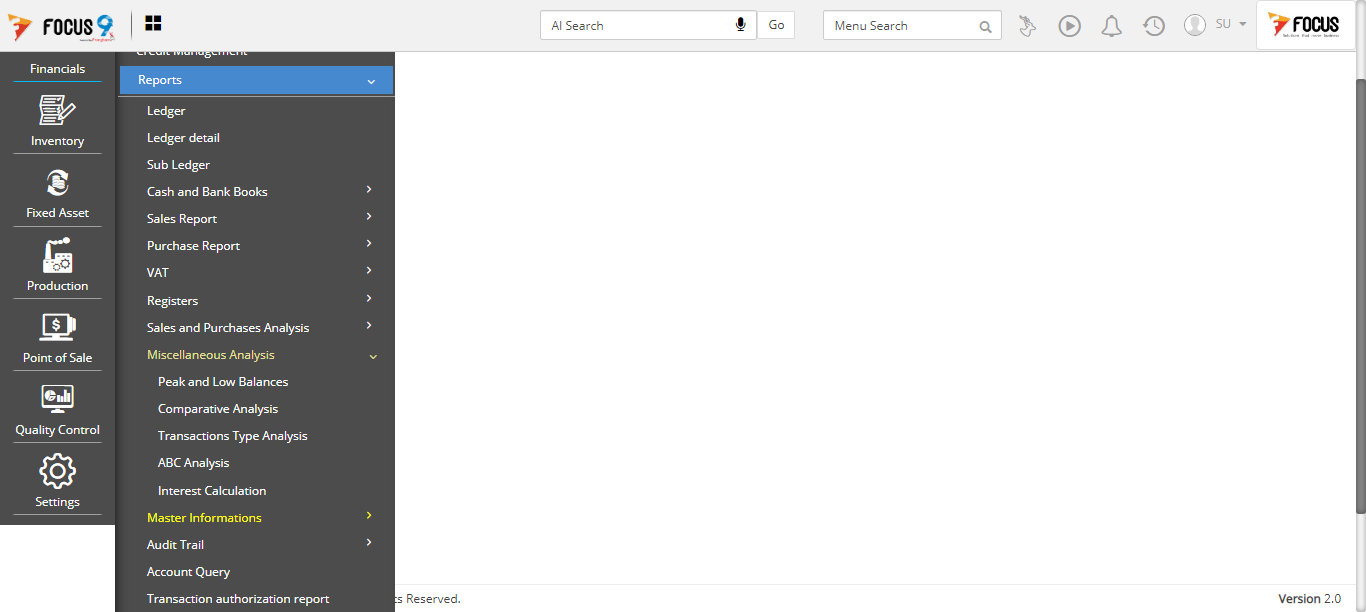 FOCUS 9
AI Search
Go
Menu Search
SU
FOCUS
Financials
Inventory
Fixed Asset
Production
Point of Sale
Quality Control
Settings
Credit Management
Reports
Ledger
Ledger detail
Sub Ledger
Cash and Bank Books
Sales Report
Purchase Report
VAT
Registers
Sales and Purchases Analysis
Miscellaneous Analysis
Peak and Low Balances
Comparative Analysis
Transactions Type Analysis
ABC Analysis
Interest Calculation
Master Informations
Audit Trail
Account Query
Transaction authorization report
ts Reserved.
Version 2.0